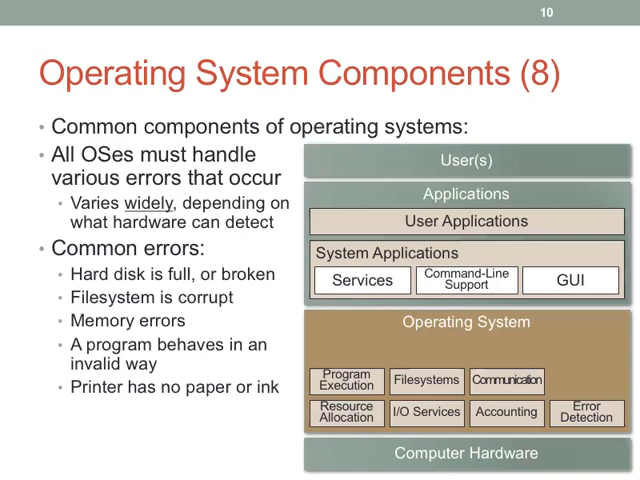 10
Operating System Components (8)
• Common components of operating systems:
• All OSes must handle
various errors that occur
• Varies widely, depending on
what hardware can detect
• Common errors:
• Hard disk is full, or broken
• Filesystem is corrupt
• Memory errors
• A program behaves in an
invalid way
• Printer has no paper or ink
User(s)
Applications
User Applications
System Applications
Services
Command-Line
Support
GUI
Operating System
Program
Execution
Filesystems
Communication
Resource
Allocation
I/O Services
Accounting
Error
Detection
Computer Hardware